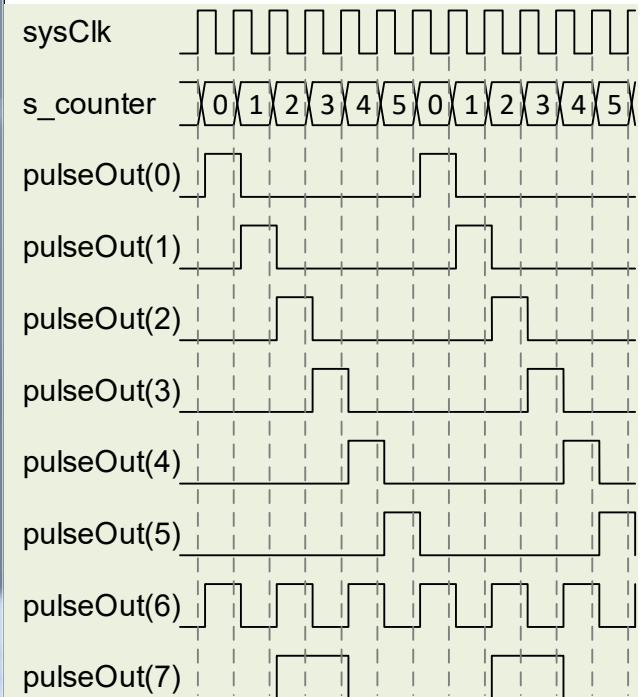 sysClk
s_counter 0 1 2 3 4 5 0 1 2 3 4 5
pulseOut(0)
pulseOut(1)
pulseOut(2)
pulseOut(3)
pulseOut(4)
pulseOut(5)
pulseOut(6)
pulseOut(7)